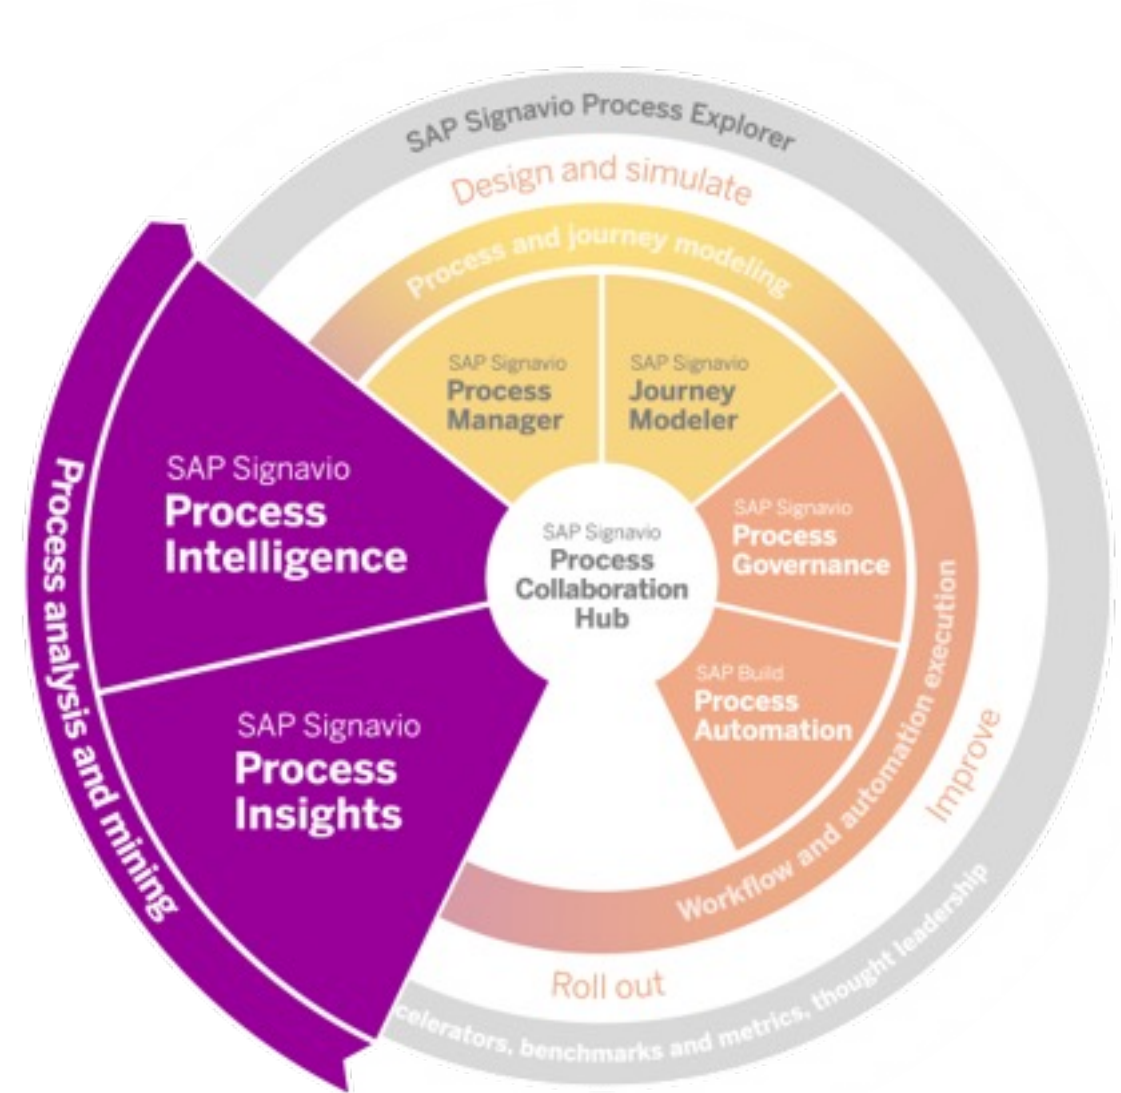 SAP Signavio Process Explorer
Design and simulate
Process and journey modeling
SAP Signavio
Process
Manager
SAP Signavio
Journey
Modeler
SAP Signavio
Process
Intelligence
SAP Signavio
Process
Governance
SAP Signavio
Process
Collaboration
Hub
SAP Build
Process
Automation
SAP Signavio
Process
Insights
Process analysis and mining
Workflow and automation execution
Improve
Roll out
celerators, benchmarks and metrics, thought leadership